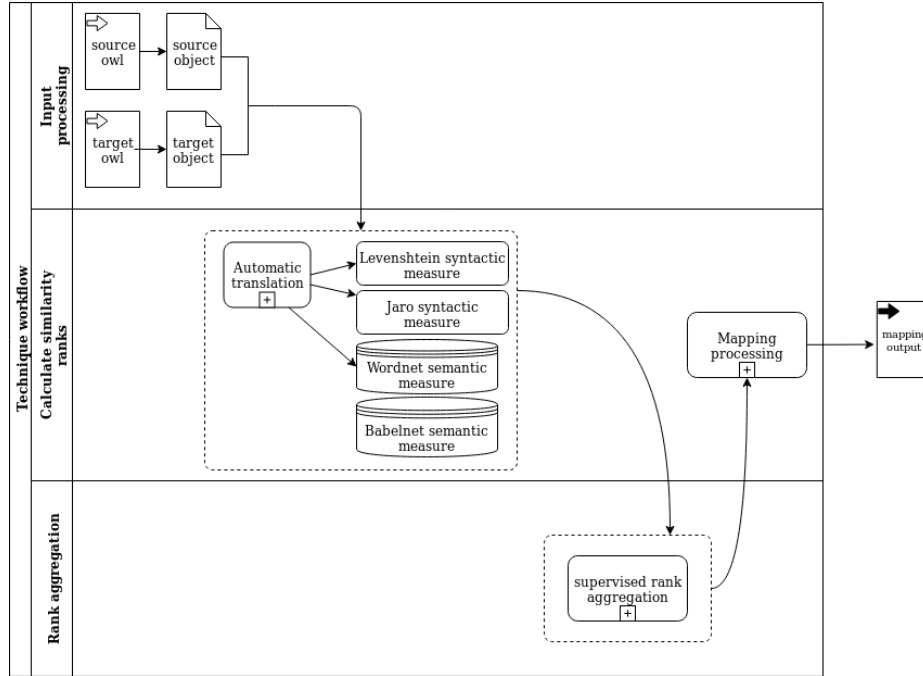 Technique workflow
Input
processing
source
owl
source
object
target
owl
target
object
Calculate similarity
ranks
Automatic
translation
+
Levenshtein syntactic
measure
Jaro syntactic
measure
Wordnet semantic
measure
Babelnet semantic
measure
Mapping
processing
+
mapping
output
Rank aggregation
supervised rank
aggregation
+